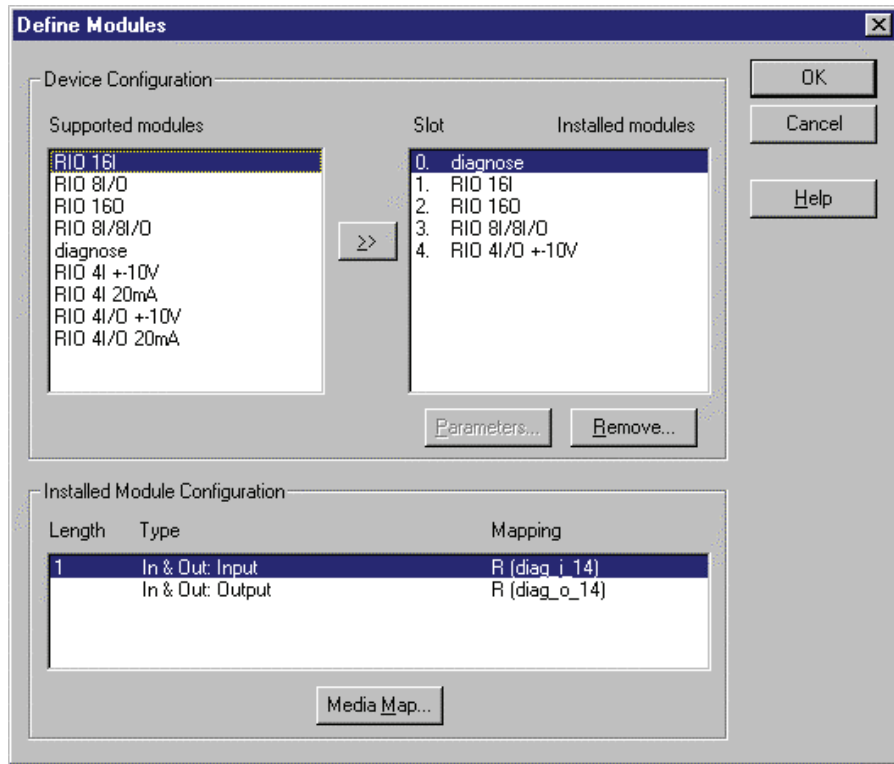 Define Modules
Device Configuration
OK
Cancel
Help
Supported modules
Slot Installed modules
RIO 16I
RIO 8I/O
RIO 16O
RIO 8I/8I/O
diagnose
RIO 4I +-10V
RIO 4I 20mA
RIO 4I/O +-10V
RIO 4I/O 20mA
>>
0. diagnose
1. RIO 16I
2. RIO 16O
3. RIO 8I/8I/O
4. RIO 4I/O +-10V
Parameters... Remove...
Installed Module Configuration
Length Type Mapping
1 In & Out: Input R (diag_i_14)
In & Out: Output R (diag_o_14)
Media Map...